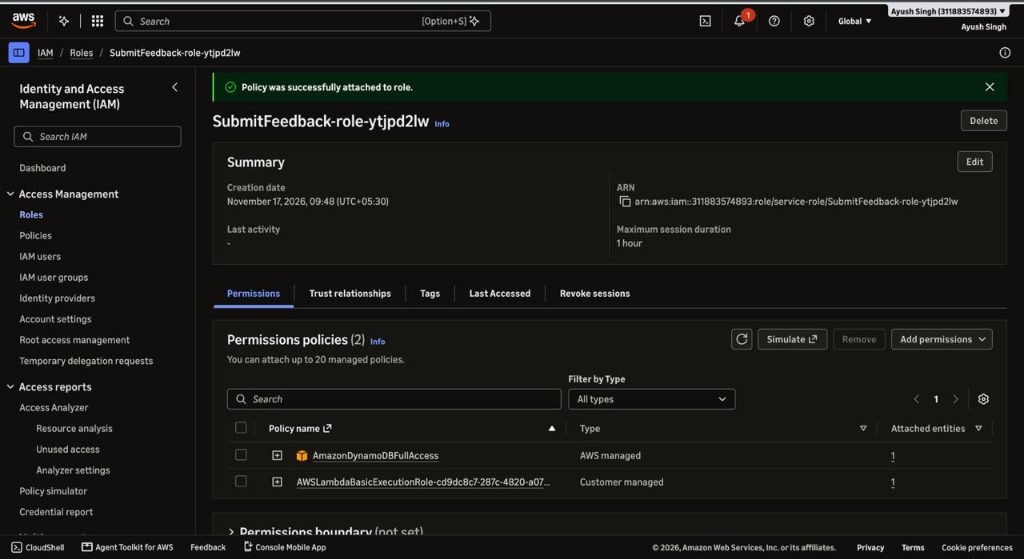 aws
Search [Option+S] 1 Global Ayush Singh (311883574893) Ayush Singh
IAM / Roles / SubmitFeedback-role-ytjpd2lw
Identity and Access Management (IAM)
Search IAM
Dashboard
Access Management
Roles
Policies
IAM users
IAM user groups
Identity providers
Account settings
Root access management
Temporary delegation requests
Access reports
Access Analyzer
Resource analysis
Unused access
Analyzer settings
Policy simulator
Credential report
Policy was successfully attached to role.
SubmitFeedback-role-ytjpd2lw Info Delete
Summary Edit
Creation date
November 17, 2026, 09:48 (UTC+05:30)
Last activity
-
ARN
arn:aws:iam::311883574893:role/service-role/SubmitFeedback-role-ytjpd2lw
Maximum session duration
1 hour
Permissions Trust relationships Tags Last Accessed Revoke sessions
Permissions policies (2) Info Simulate Remove Add permissions
You can attach up to 20 managed policies.
Filter by Type
Search All types 1
Policy name Type Attached entities
AmazonDynamoDBFullAccess AWS managed 1
AWSLambdaBasicExecutionRole-cd9dc8c7-287c-4820-a07... Customer managed 1
Permissions boundary (not set)
CloudShell Agent Toolkit for AWS Feedback Console Mobile App © 2026, Amazon Web Services, Inc. or its affiliates. Privacy Terms Cookie preferences